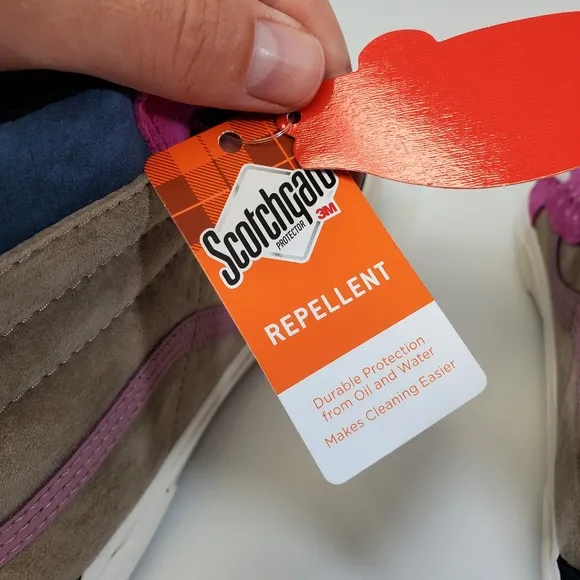 Scotchgard
PROTECTOR
3M
REPELLENT
Durable Protection
from Oil and Water
Makes Cleaning Easier